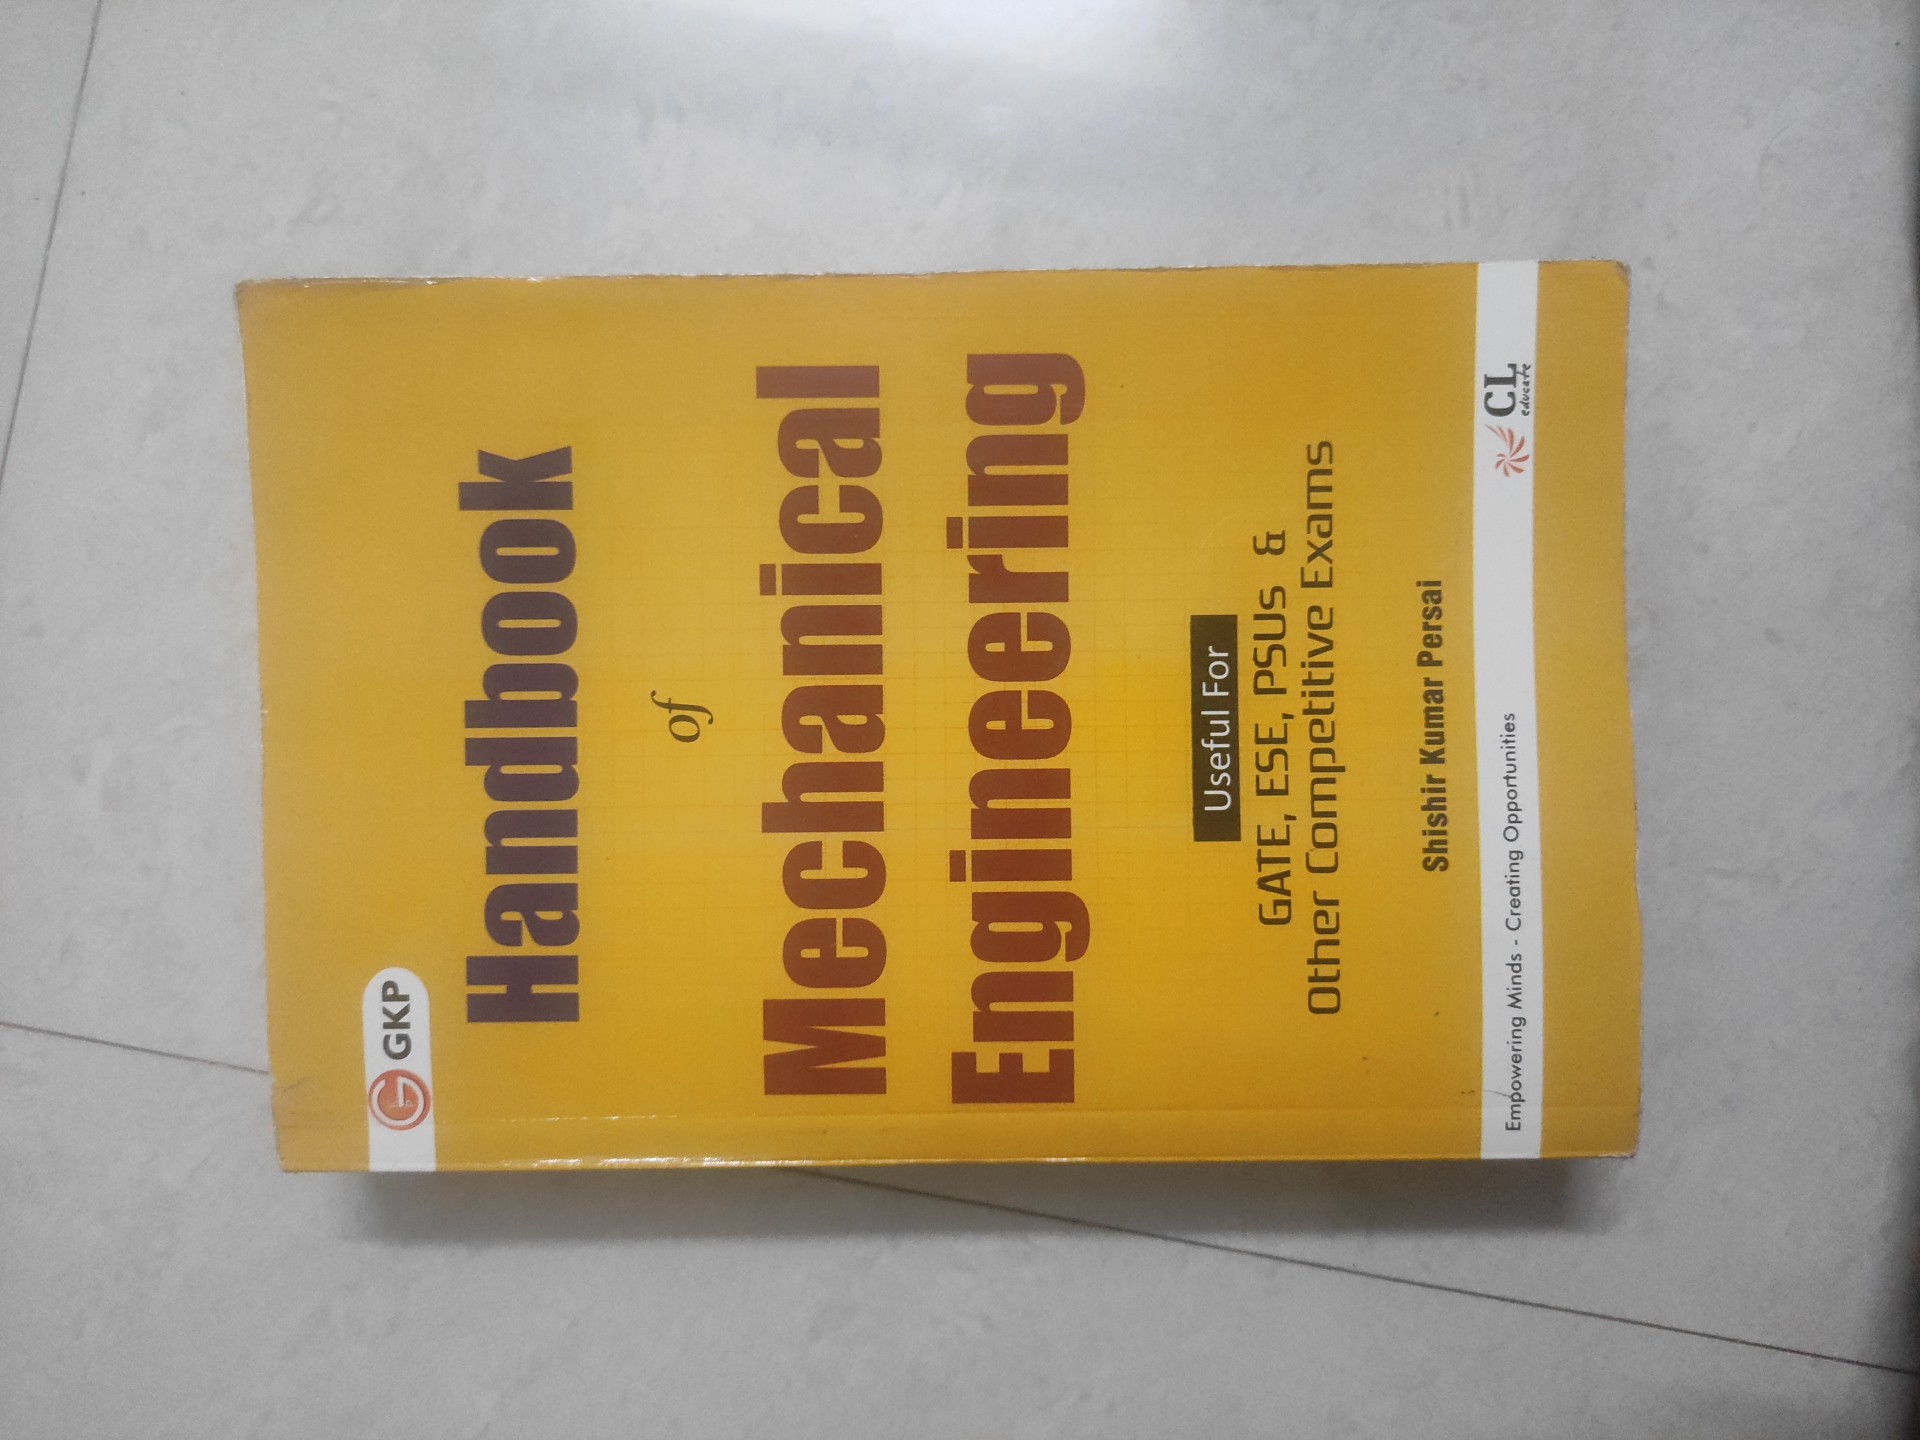 GKP
Handbook
of
Mechanical
Engineering
Useful For
GATE, ESE, PSUs &
Other Competitive Exams
Shishir Kumar Persai
Empowering Minds - Creating Opportunities
CL
educate